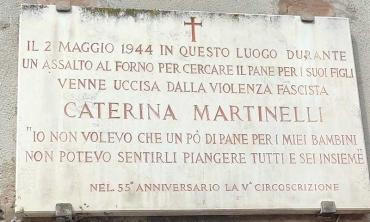 IL 2 MAGGIO 1944 IN QUESTO LUOGO DURANTE
UN ASSALTO AL FORNO PER CERCARE IL PANE PER I SUOI FIGLI
VENNE UCCISA DALLA VIOLENZA FASCISTA
CATERINA MARTINELLI
"IO NON VOLEVO CHE UN PÒ DI PANE PER I MIEI BAMBINI
NON POTEVO SENTIRLI PIANGERE TUTTI E SEI INSIEME"
NEL 55° ANNIVERSARIO LA V° CIRCOSCRIZIONE